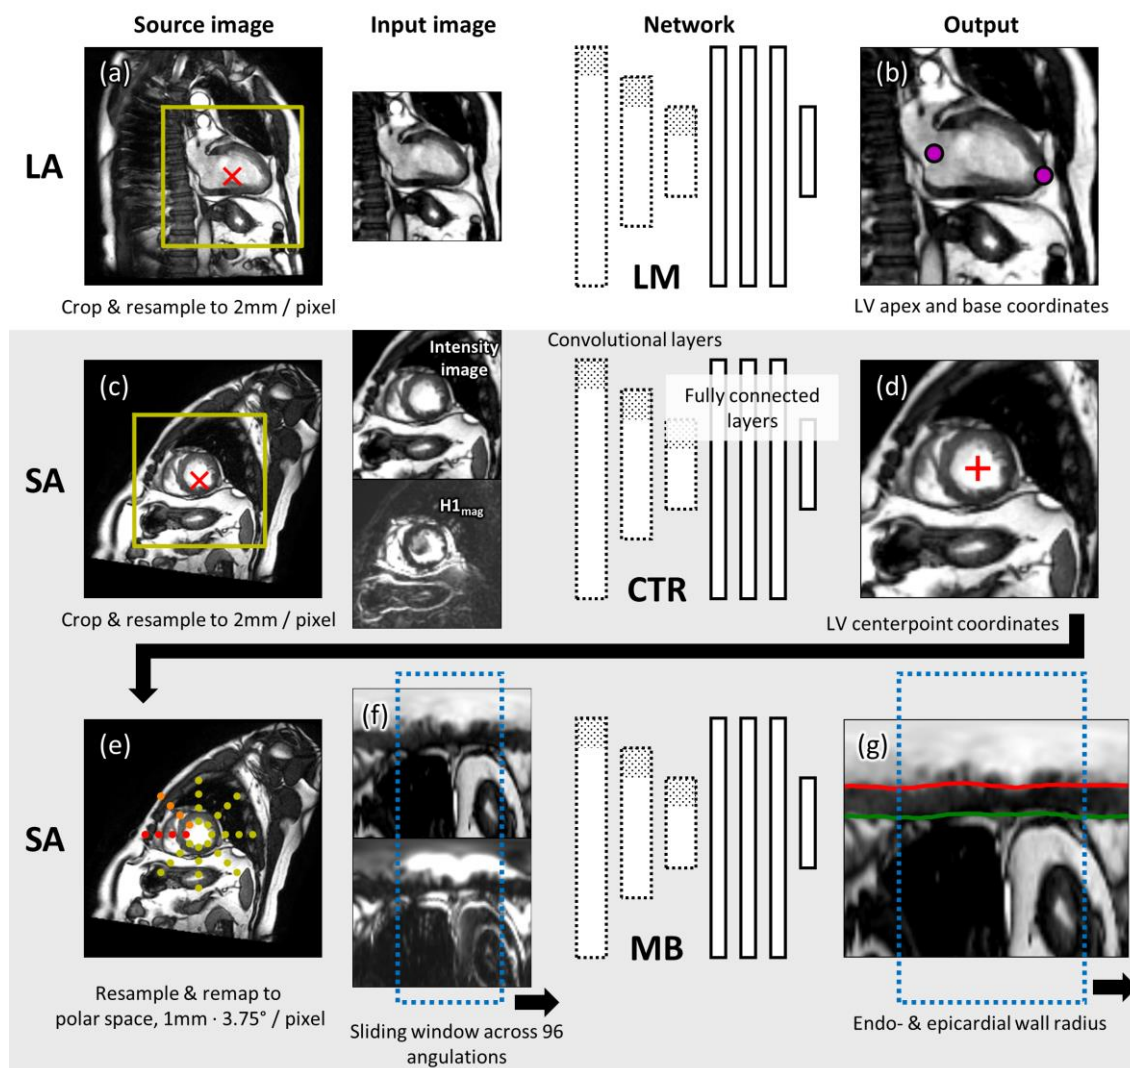 Source image
Input image
Network
Output
LA
(a)
LM
(b)
Crop & resample to 2mm / pixel
LV apex and base coordinates
SA
(c)
Intensity
image
H1mag
Convolutional layers
Fully connected
layers
CTR
(d)
Crop & resample to 2mm / pixel
LV centerpoint coordinates
SA
(e)
(f)
MB
(g)
Resample & remap to
polar space, 1mm · 3.75° / pixel
Sliding window across 96
angulations
Endo- & epicardial wall radius